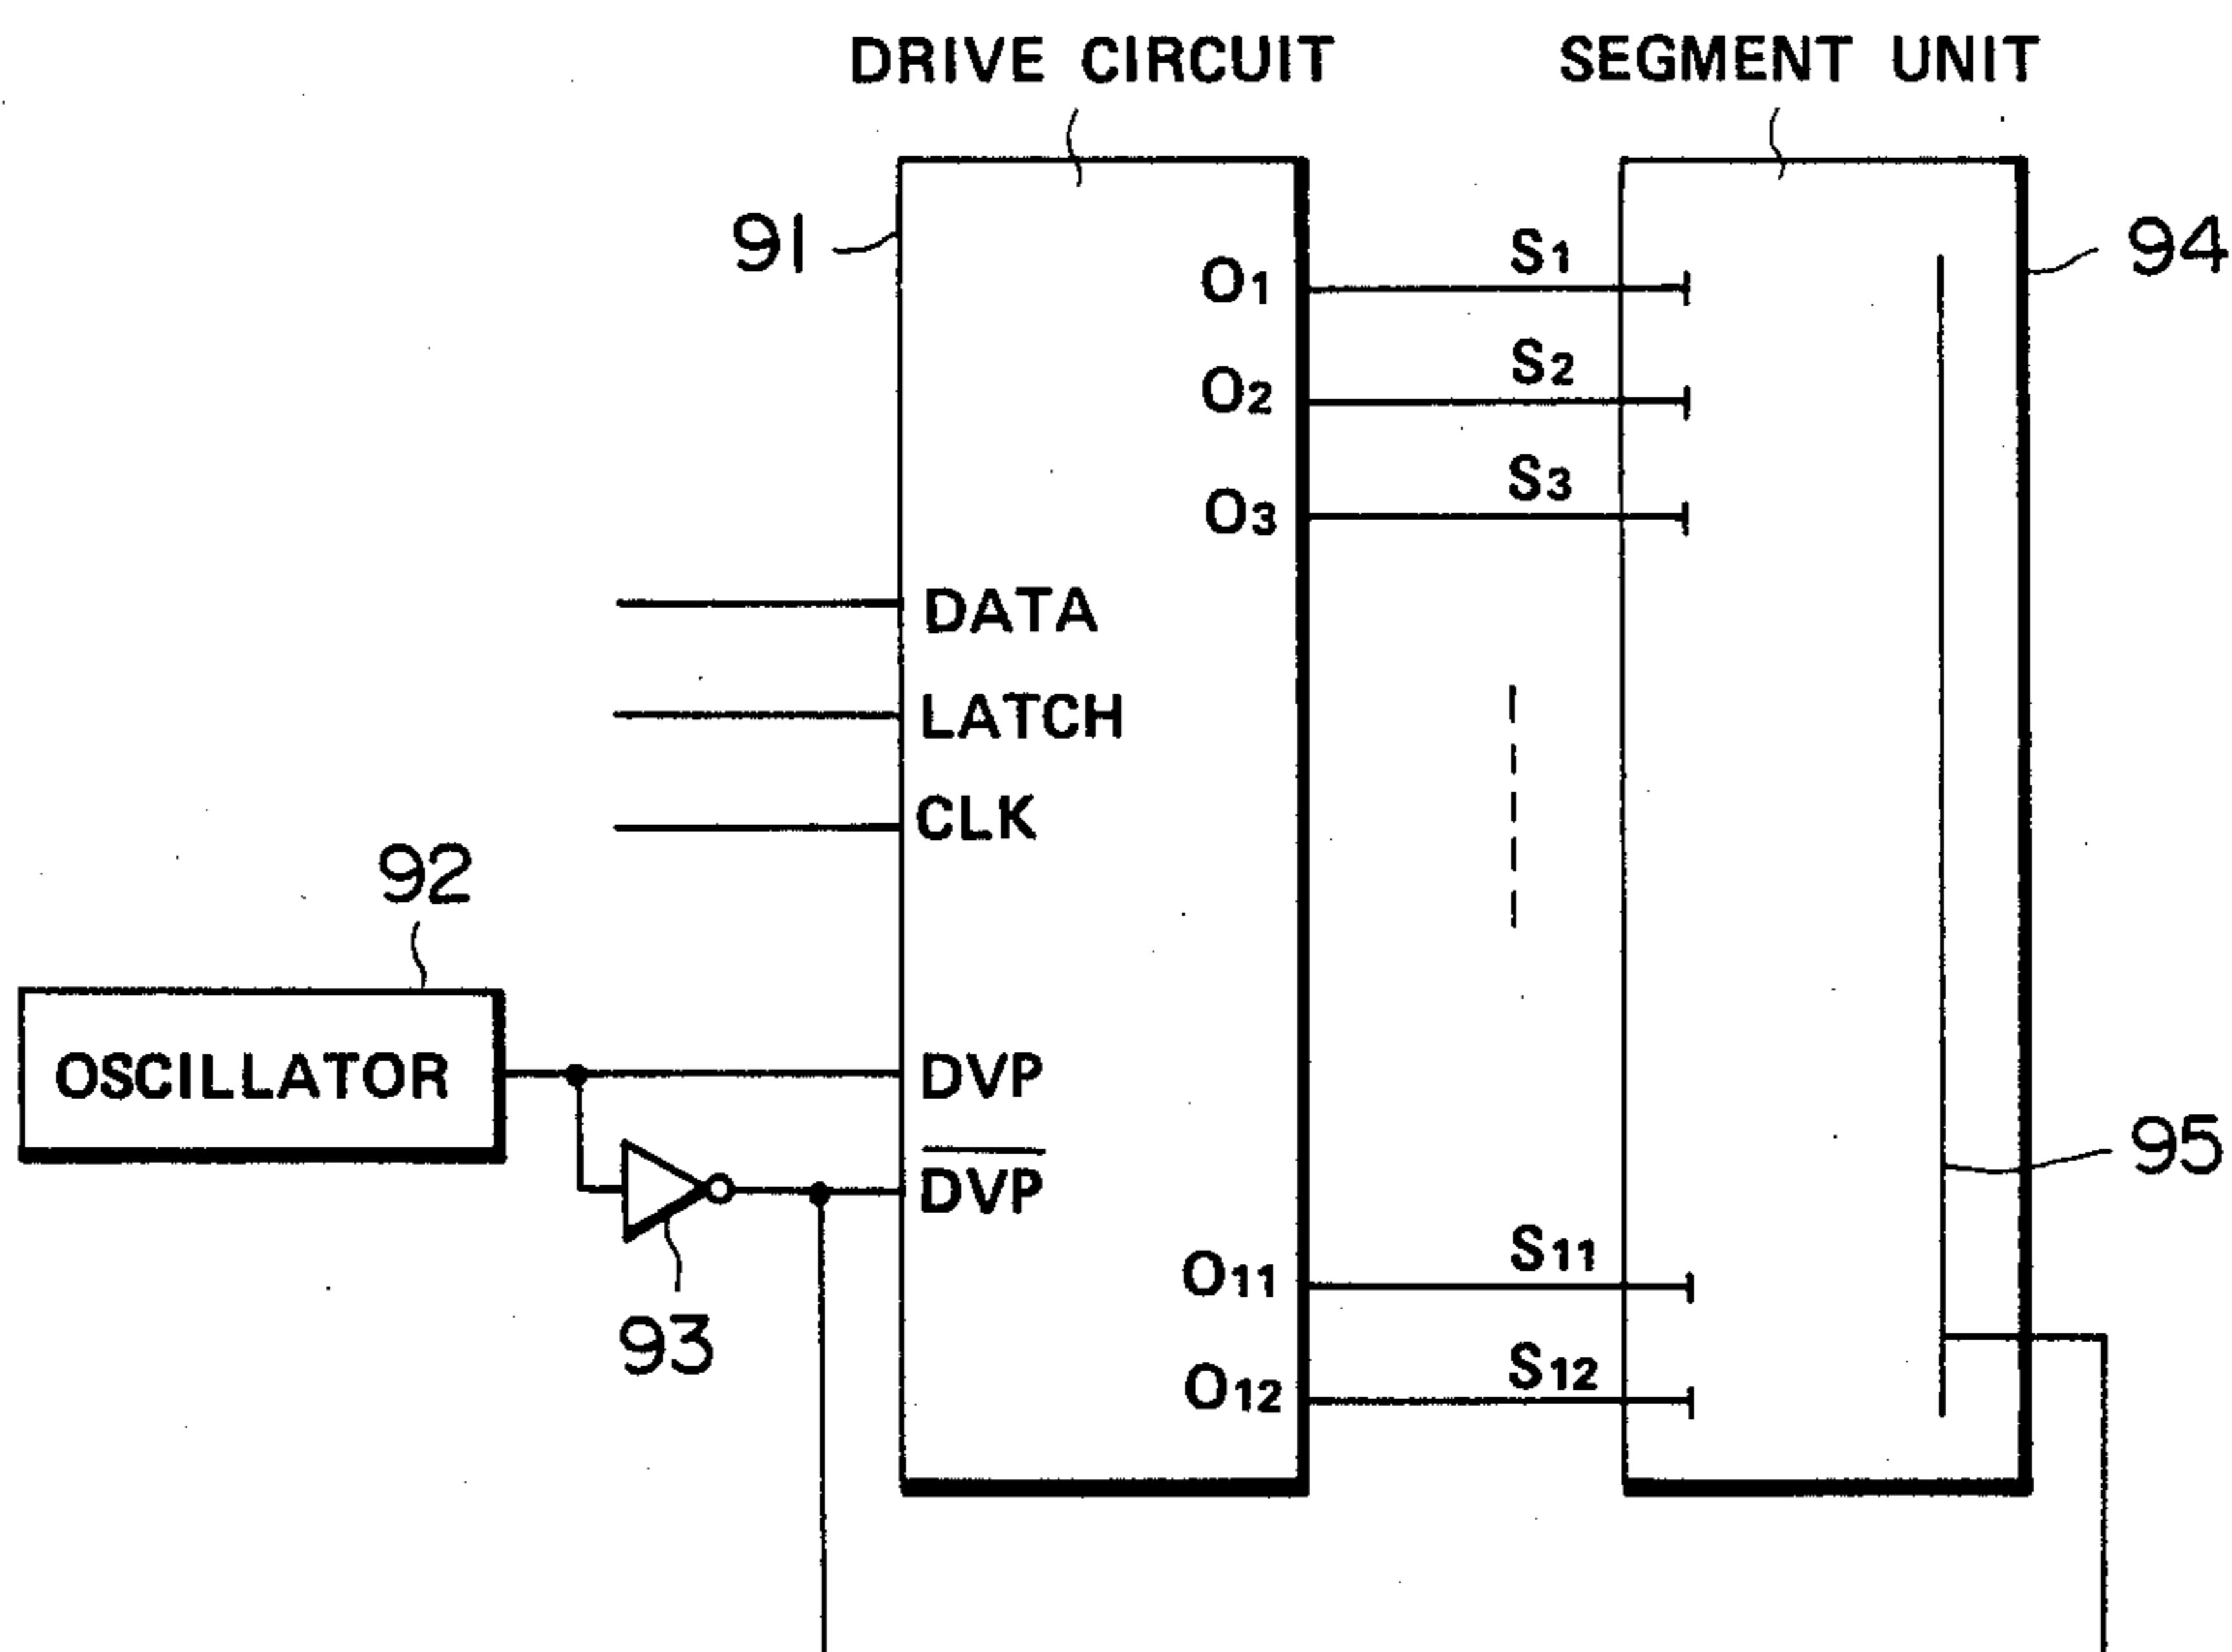 DRIVE CIRCUIT
SEGMENT UNIT
91
94
O1
S1
O2
S2
O3
S3
DATA
LATCH
CLK
92
OSCILLATOR
DVP
D̅V̅P̅
95
93
O11
S11
O12
S12